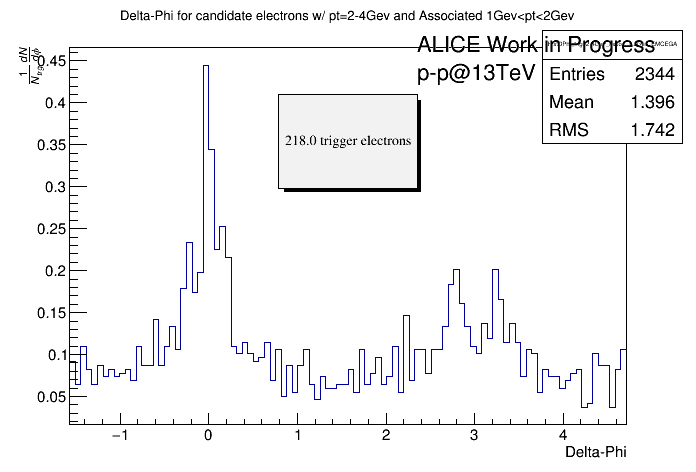 Delta-Phi for candidate electrons w/ pt=2-4Gev and Associated 1Gev<pt<2Gev
ALICE Work in Progress
p-p@13TeV
Entries 2344
Mean 1.396
RMS 1.742
218.0 trigger electrons
0.45
0.4
0.35
0.3
0.25
0.2
0.15
0.1
0.05
−1
0
1
2
3
4
Delta-Phi